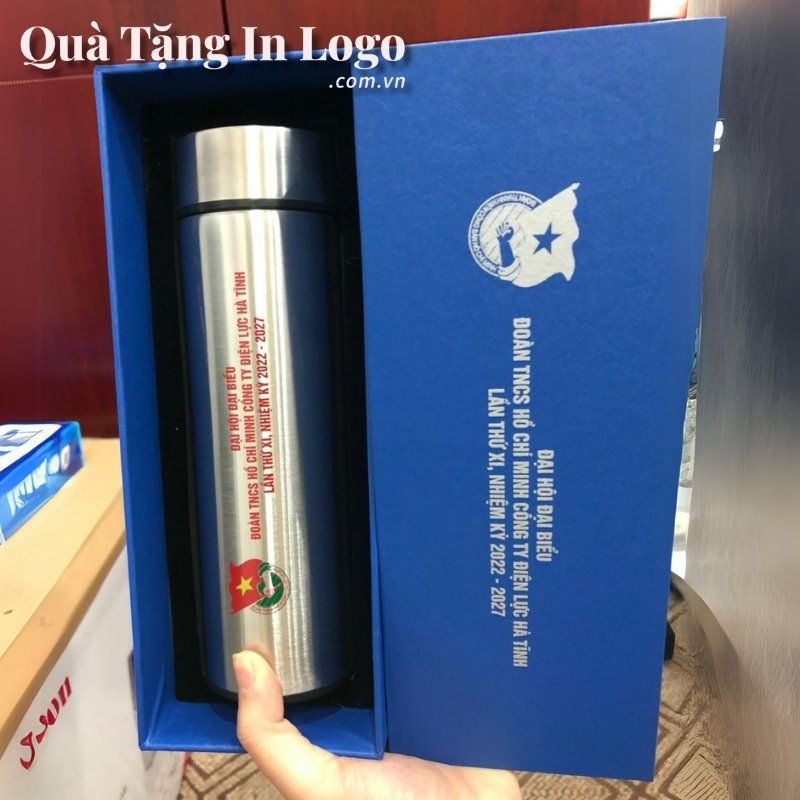 Quà Tặng In Logo
.com.vn
ĐẠI HỘI ĐẠI BIỂU
ĐOÀN TNCS HỒ CHÍ MINH CÔNG TY ĐIỆN LỰC HÀ TĨNH
LẦN THỨ XI, NHIỆM KỲ 2022 - 2027
ĐẠI HỘI ĐẠI BIỂU
ĐOÀN TNCS HỒ CHÍ MINH CÔNG TY ĐIỆN LỰC HÀ TĨNH
LẦN THỨ XI, NHIỆM KỲ 2022 - 2027